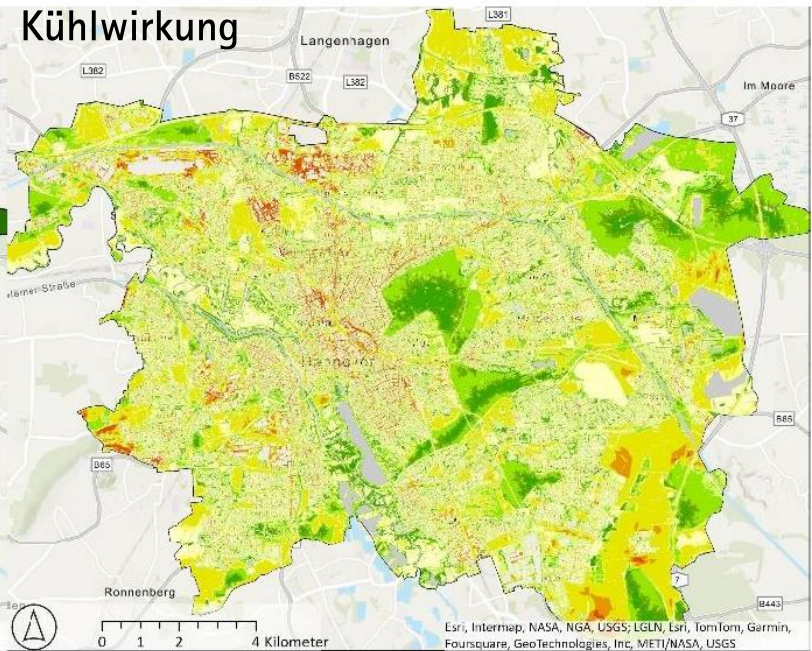 Kühlwirkung
L381
Langenhagen
L382
B522
L382
Im Moore
37
Hannover
B65
B65
Ronnenberg
7
B443
0 1 2 4 Kilometer
Esri, Intermap, NASA, NGA, USGS; LGLN, Esri, TomTom, Garmin,
Foursquare, GeoTechnologies, Inc, METI/NASA, USGS